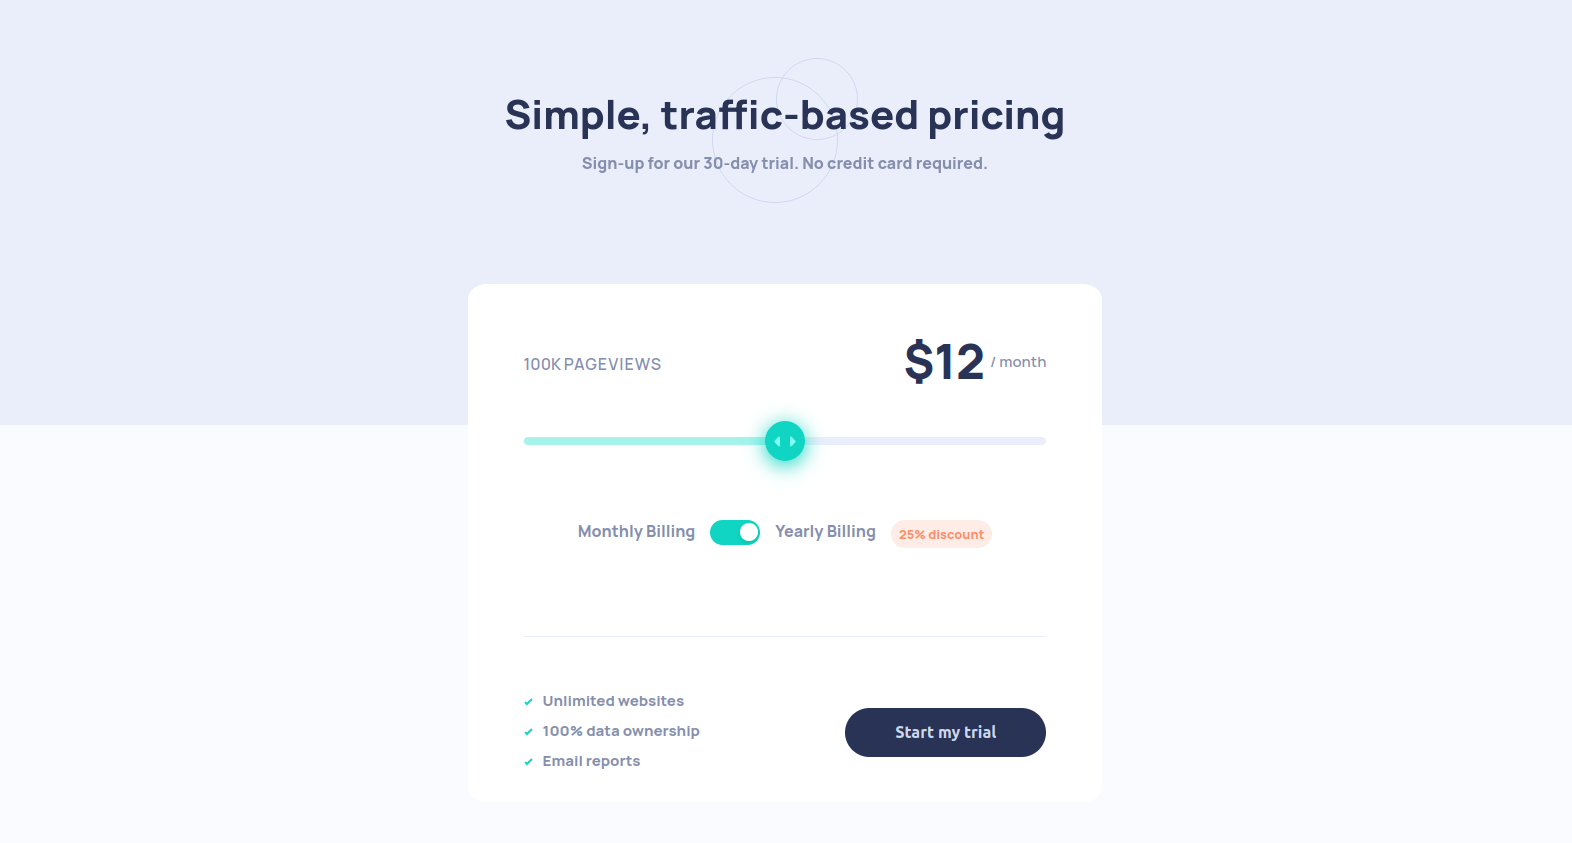 Simple, traffic-based pricing
Sign-up for our 30-day trial. No credit card required.
100K PAGEVIEWS
$12 / month
Monthly Billing
Yearly Billing
25% discount
Unlimited websites
100% data ownership
Email reports
Start my trial